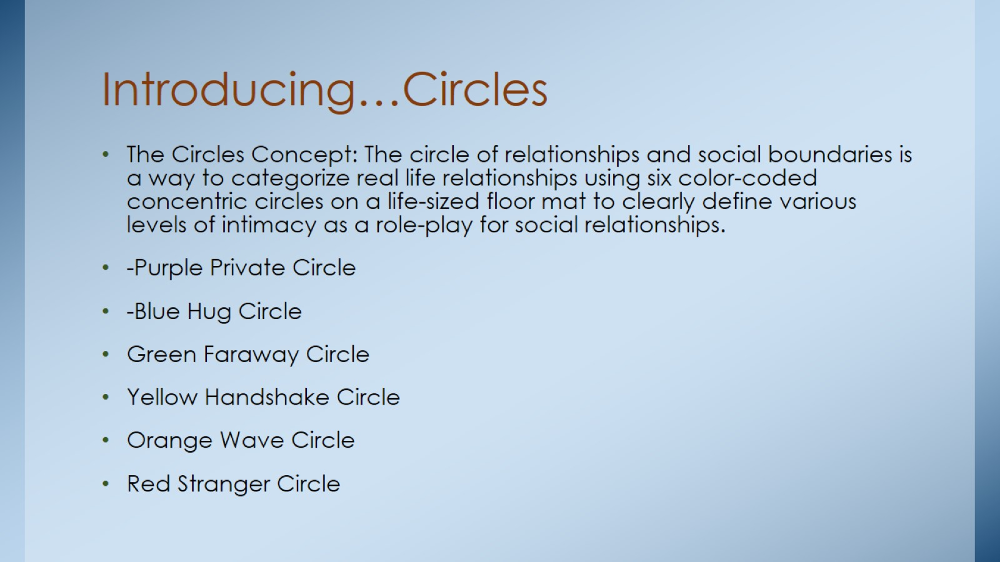 Introducing…Circles
• The Circles Concept: The circle of relationships and social boundaries is
a way to categorize real life relationships using six color-coded
concentric circles on a life-sized floor mat to clearly define various
levels of intimacy as a role-play for social relationships.
• -Purple Private Circle
• -Blue Hug Circle
• Green Faraway Circle
• Yellow Handshake Circle
• Orange Wave Circle
• Red Stranger Circle